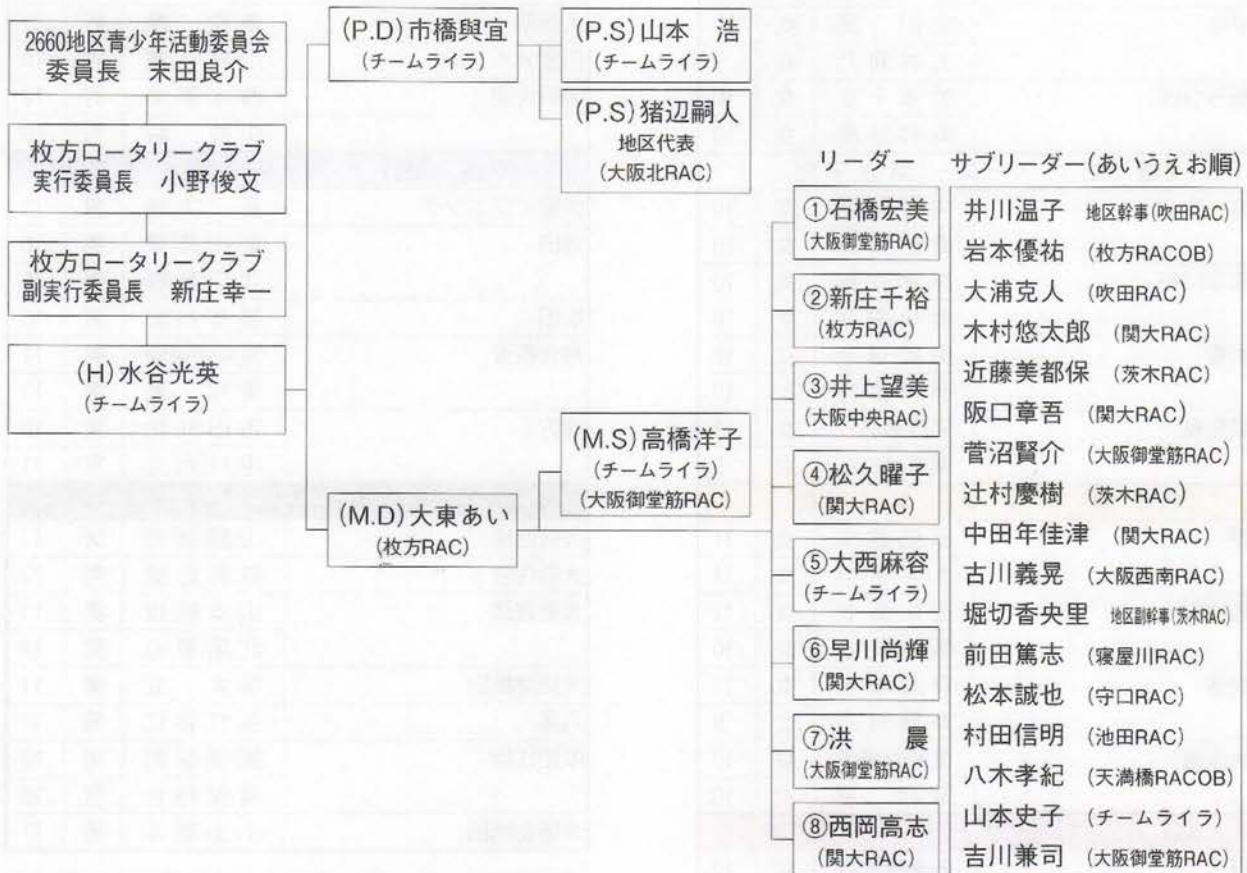 2660地区青少年活動委員会
委員長　末田良介
枚方ロータリークラブ
実行委員長　小野俊文
枚方ロータリークラブ
副実行委員長　新庄幸一
(H)水谷光英
(チームライラ)
(P.D)市橋與宜
(チームライラ)
(P.S)山本　浩
(チームライラ)
(P.S)猪辺嗣人
地区代表
(大阪北RAC)
(M.D)大東あい
(枚方RAC)
(M.S)高橋洋子
(チームライラ)
(大阪御堂筋RAC)
リーダー
①石橋宏美
(大阪御堂筋RAC)
②新庄千裕
(枚方RAC)
③井上望美
(大阪中央RAC)
④松久曜子
(関大RAC)
⑤大西麻容
(チームライラ)
⑥早川尚輝
(関大RAC)
⑦洪　晨
(大阪御堂筋RAC)
⑧西岡高志
(関大RAC)
サブリーダー(あいうえお順)
井川温子　地区幹事(吹田RAC)
岩本優祐　(枚方RACOB)
大浦克人　(吹田RAC)
木村悠太郎　(関大RAC)
近藤美都保　(茨木RAC)
阪口章吾　(関大RAC)
菅沼賢介　(大阪御堂筋RAC)
辻村慶樹　(茨木RAC)
中田年佳津　(関大RAC)
古川義晃　(大阪西南RAC)
堀切香央里　地区副幹事(茨木RAC)
前田篤志　(寝屋川RAC)
松本誠也　(守口RAC)
村田信明　(池田RAC)
八木孝紀　(天満橋RACOB)
山本史子　(チームライラ)
吉川兼司　(大阪御堂筋RAC)